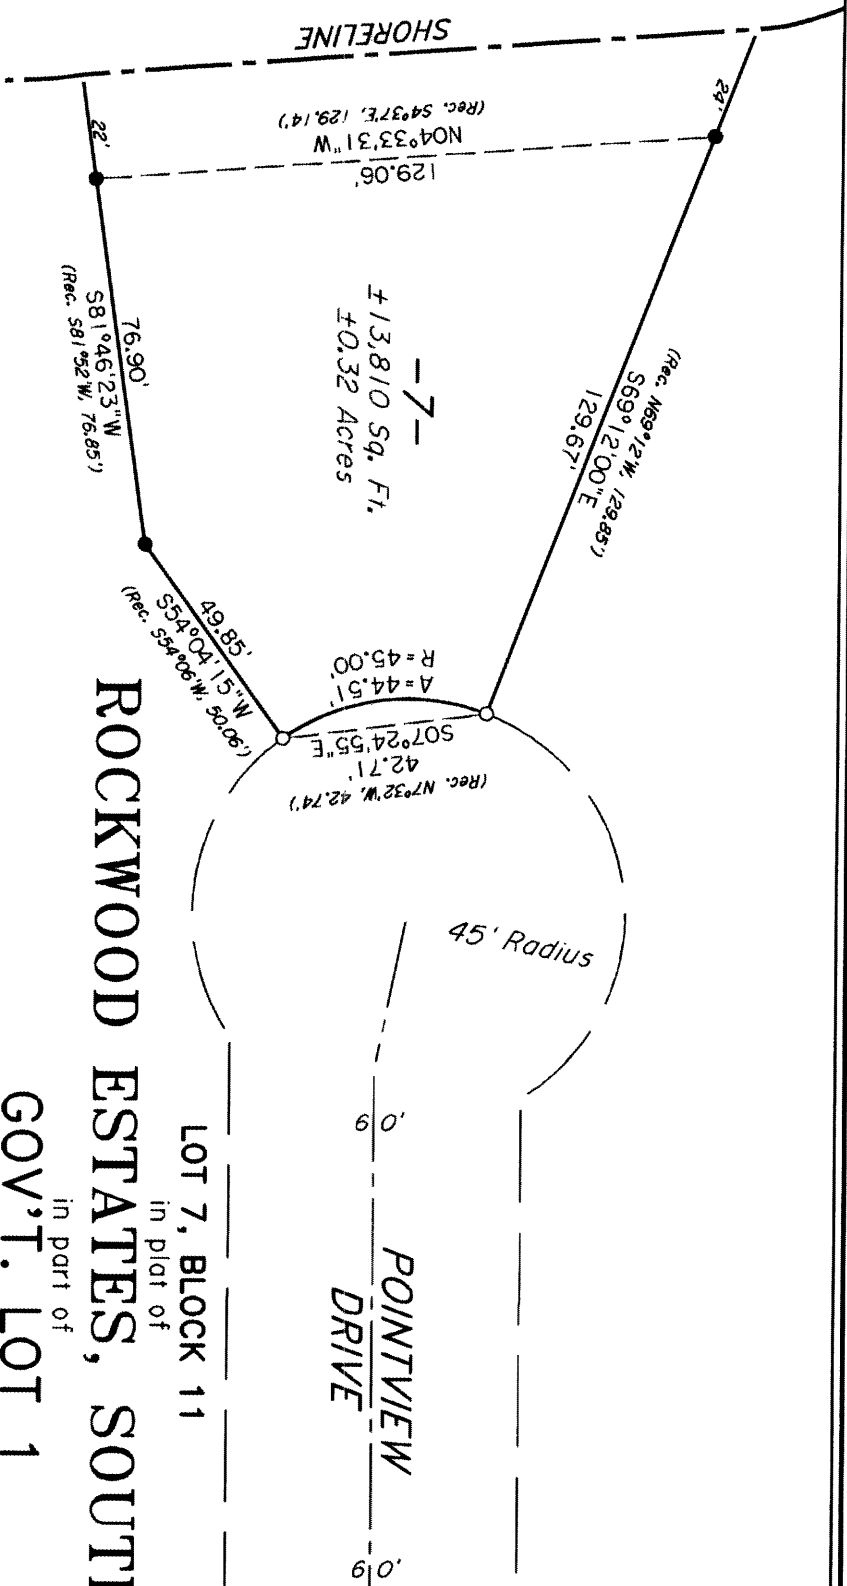 SHORELINE
24'
22'
(Rec. S4°37'E, 129.14')
N04°33'31"W
129.06'
(Rec. N69°12'W, 129.85')
S69°12'00"E
129.67'
-7-
±13,810 Sq. Ft.
±0.32 Acres
76.90'
S81°46'23"W
(Rec. S81°52'W, 76.85')
49.85'
S54°04'15"W
(Rec. S54°06'W, 50.06')
R=45.00'
A=44.51'
S07°24'55"E
42.71'
(Rec. N7°32'W, 42.74')
45' Radius
60'
POINTVIEW
DRIVE
60'
LOT 7, BLOCK 11
in plat of
ROCKWOOD ESTATES, SOUTH
in part of
GOV'T. LOT 1